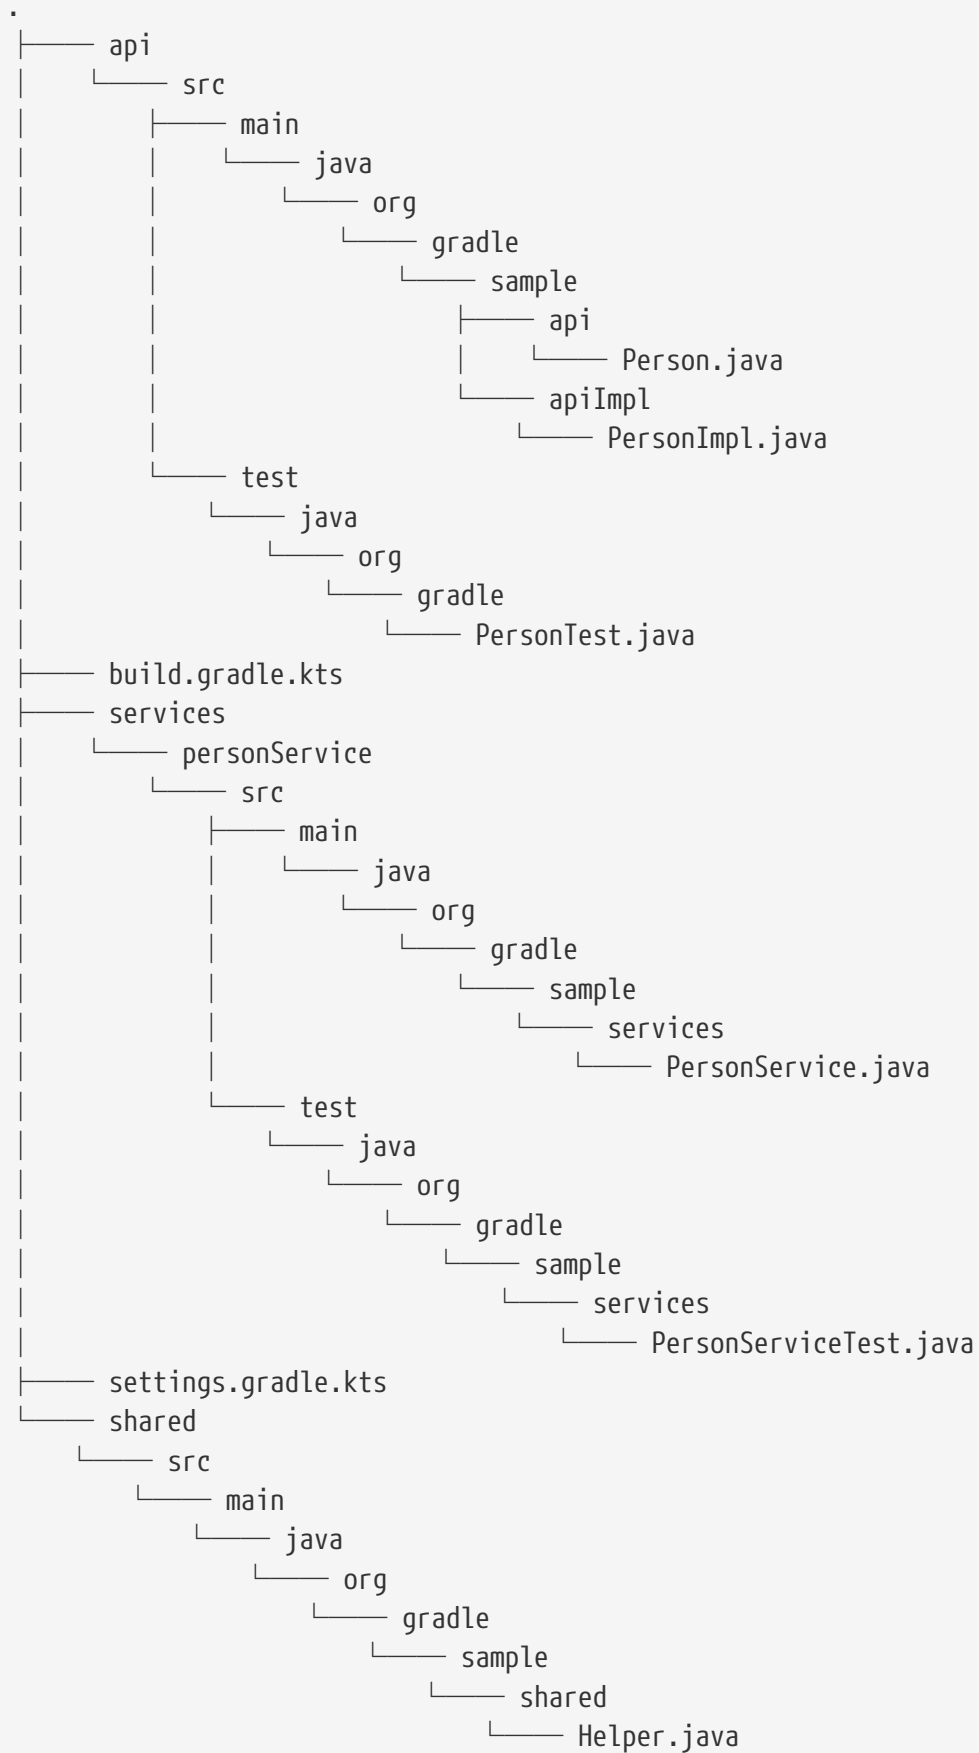 .
├── api
│   └── src
│       ├── main
│       │   └── java
│       │       └── org
│       │           └── gradle
│       │               └── sample
│       │                   ├── api
│       │                   │   └── Person.java
│       │                   └── apiImpl
│       │                       └── PersonImpl.java
│       └── test
│           └── java
│               └── org
│                   └── gradle
│                       └── PersonTest.java
├── build.gradle.kts
├── services
│   └── personService
│       └── src
│           ├── main
│           │   └── java
│           │       └── org
│           │           └── gradle
│           │               └── sample
│           │                   └── services
│           │                       └── PersonService.java
│           └── test
│               └── java
│                   └── org
│                       └── gradle
│                           └── sample
│                               └── services
│                                   └── PersonServiceTest.java
├── settings.gradle.kts
└── shared
    └── src
        └── main
            └── java
                └── org
                    └── gradle
                        └── sample
                            └── shared
                                └── Helper.java